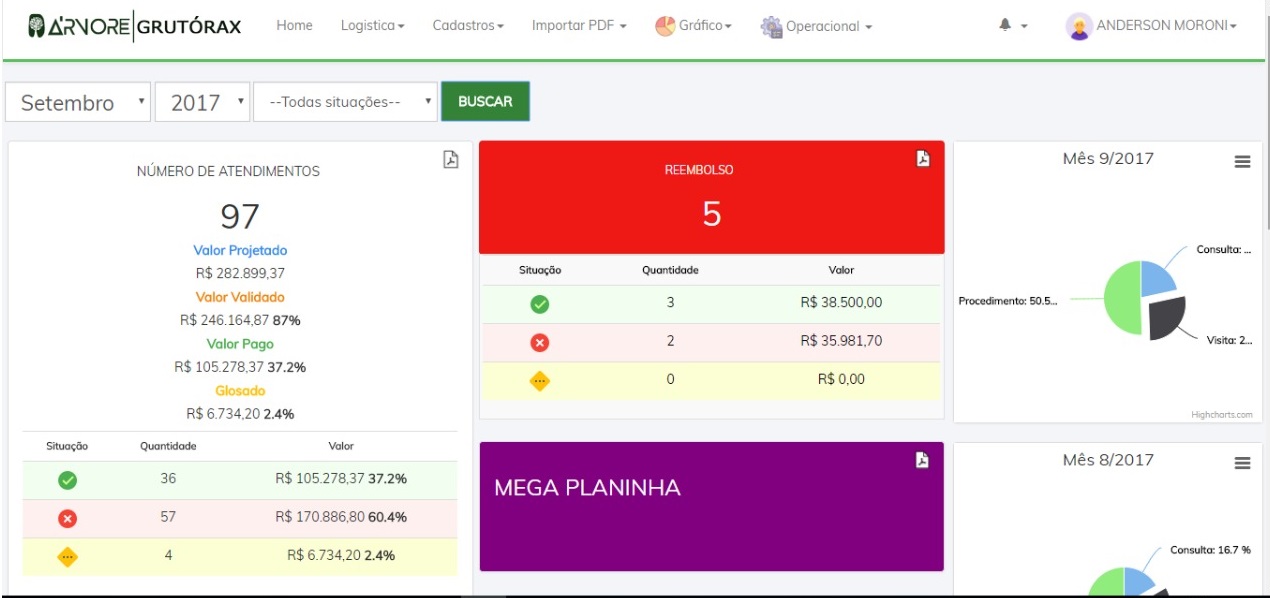 ÁRVORE GRUTÓRAX
Home Logistica Cadastros Importar PDF Gráfico Operacional ANDERSON MORONI
Setembro 2017 --Todas situações-- BUSCAR
NÚMERO DE ATENDIMENTOS
97
Valor Projetado
R$ 282.899,37
Valor Validado
R$ 246.164,87 87%
Valor Pago
R$ 105.278,37 37.2%
Glosado
R$ 6.734,20 2.4%
Situação Quantidade Valor
36 R$ 105.278,37 37.2%
57 R$ 170.886,80 60.4%
4 R$ 6.734,20 2.4%
REEMBOLSO
5
Situação Quantidade Valor
3 R$ 38.500,00
2 R$ 35.981,70
0 R$ 0,00
MEGA PLANINHA
Mês 9/2017
Consulta: ...
Procedimento: 50.5...
Visita: 2...
Highcharts.com
Mês 8/2017
Consulta: 16.7 %